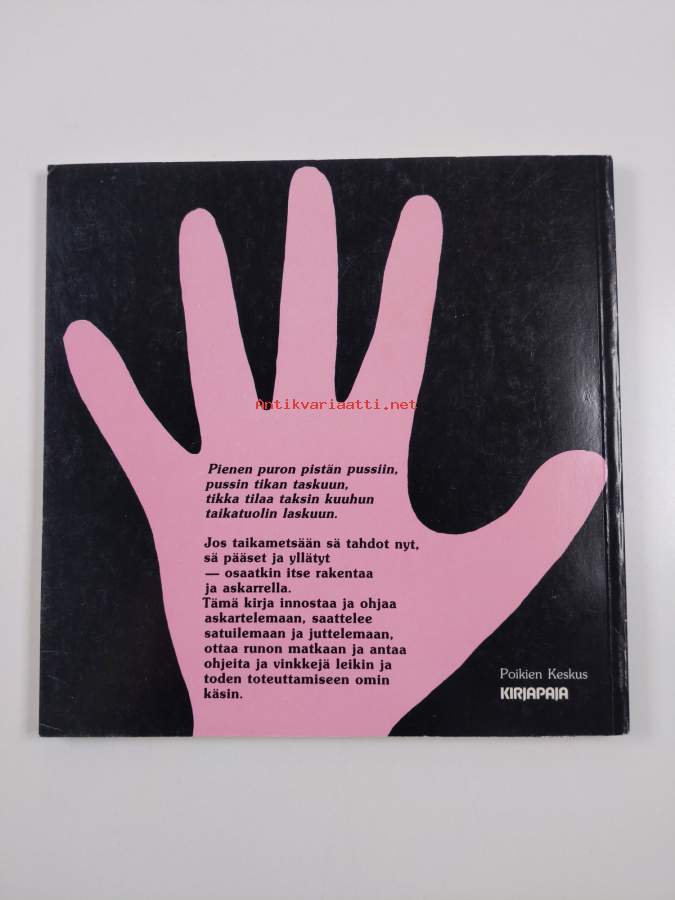 Antikvariaatti.net
Pienen puron pistän pussiin,
pussin tikan taskuun,
tikka tilaa taksin kuuhun
taikatuolin laskuun.
Jos taikametsään sä tahdot nyt,
sä pääset ja yllätyt
— osaatkin itse rakentaa
ja askarrella.
Tämä kirja innostaa ja ohjaa
askartelemaan, saattelee
satuilemaan ja juttelemaan,
ottaa runon matkaan ja antaa
ohjeita ja vinkkejä leikin ja
toden toteuttamiseen omin
käsin.
Poikien Keskus
KIRJAPAJA